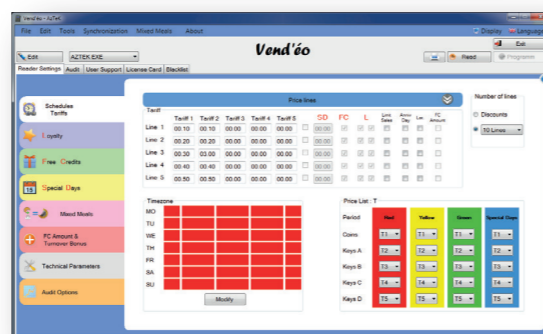 Vend'éo - AzTeK
File Edit Tools Synchronization Mixed Meals About Display Language
Vend'éo
Exit
Edit AZTEK.EXE Read Programm
Reader Settings Audit User Support License Card Blacklist
Schedules
Tariffs
Loyalty
Free Credits
Special Days
Mixed Meals
FC Amount &
Turnover Bonus
Technical Parameters
Audit Options
Price lines
Tariff
Tariff 1 Tariff 2 Tariff 3 Tariff 4 Tariff 5 SD FC L Link Sales Anniv Day FC Amount
Line 1 00.10 00.10 00.00 00.00 00.00 00.00
Line 2 00.20 00.20 00.00 00.00 00.00 00.00
Line 3 00.30 03.00 00.00 00.00 00.00 00.00
Line 4 00.40 00.40 00.00 00.00 00.00 00.00
Line 5 00.50 00.50 00.00 00.00 00.00 00.00
Number of lines
Discounts
10 Lines
Timezone
MO
TU
WE
TH
FR
SA
SU
Modify
Price List : T
Period Red Yellow Green Special Days
Coins T1 T1 T1 T1
Keys A T2 T2 T2 T2
Keys B T3 T3 T3 T3
Keys C T4 T4 T4 T4
Keys D T5 T5 T5 T5